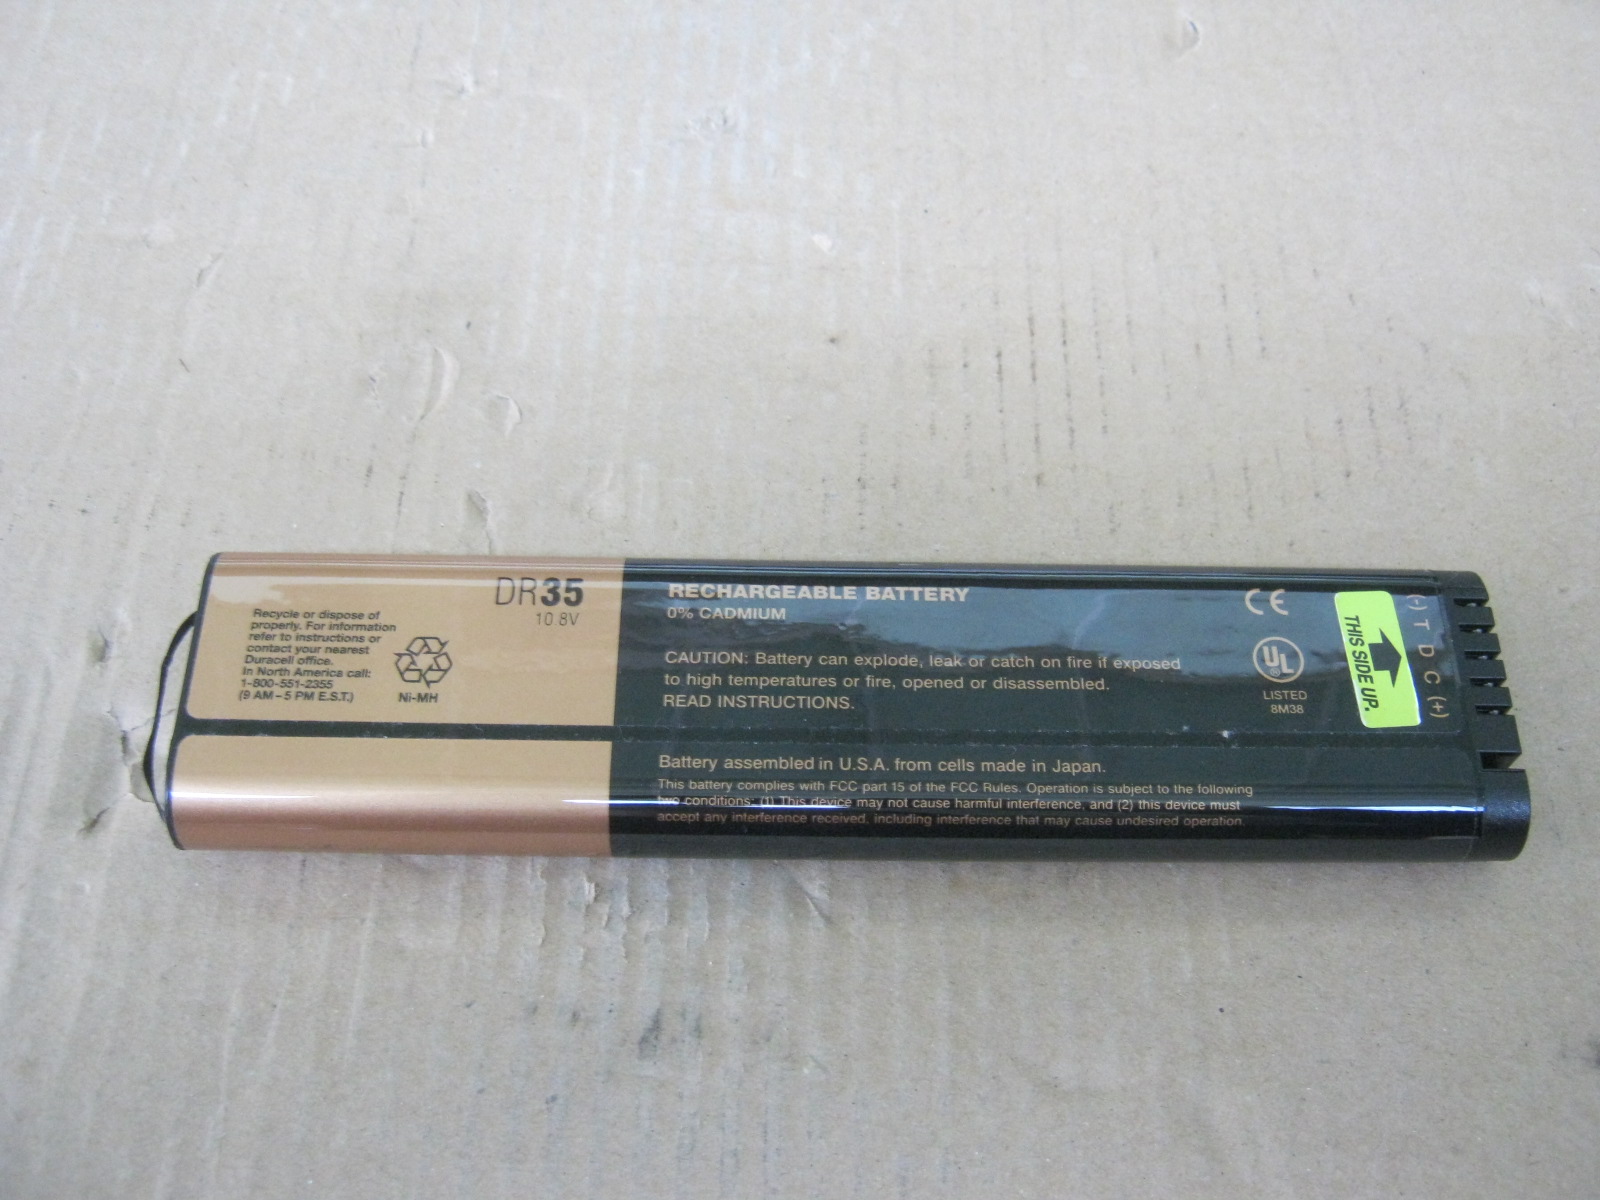 DR35
10.8V
Recycle or dispose of
properly. For information
refer to instructions or
contact your nearest
Duracell office.
In North America call:
1-800-551-2355
(9 AM – 5 PM E.S.T.)
Ni-MH
RECHARGEABLE BATTERY
0% CADMIUM
CAUTION: Battery can explode, leak or catch on fire if exposed
to high temperatures or fire, opened or disassembled.
READ INSTRUCTIONS.
Battery assembled in U.S.A. from cells made in Japan.
This battery complies with FCC part 15 of the FCC Rules. Operation is subject to the following
two conditions: (1) This device may not cause harmful interference, and (2) this device must
accept any interference received, including interference that may cause undesired operation.
CE
UL
®
LISTED
8M38
THIS SIDE UP.
(-) T D C (+)